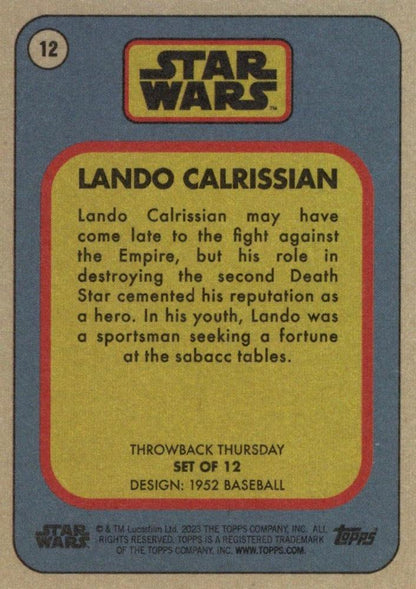 12
STAR
WARS™
LANDO CALRISSIAN
Lando Calrissian may have
come late to the fight against
the Empire, but his role in
destroying the second Death
Star cemented his reputation as
a hero. In his youth, Lando was
a sportsman seeking a fortune
at the sabacc tables.
THROWBACK THURSDAY
SET OF 12
DESIGN: 1952 BASEBALL
STAR
WARS
© & TM Lucasfilm Ltd. 2023 THE TOPPS COMPANY, INC. ALL
RIGHTS RESERVED. TOPPS IS A REGISTERED TRADEMARK
OF THE TOPPS COMPANY, INC. WWW.TOPPS.COM.
Topps